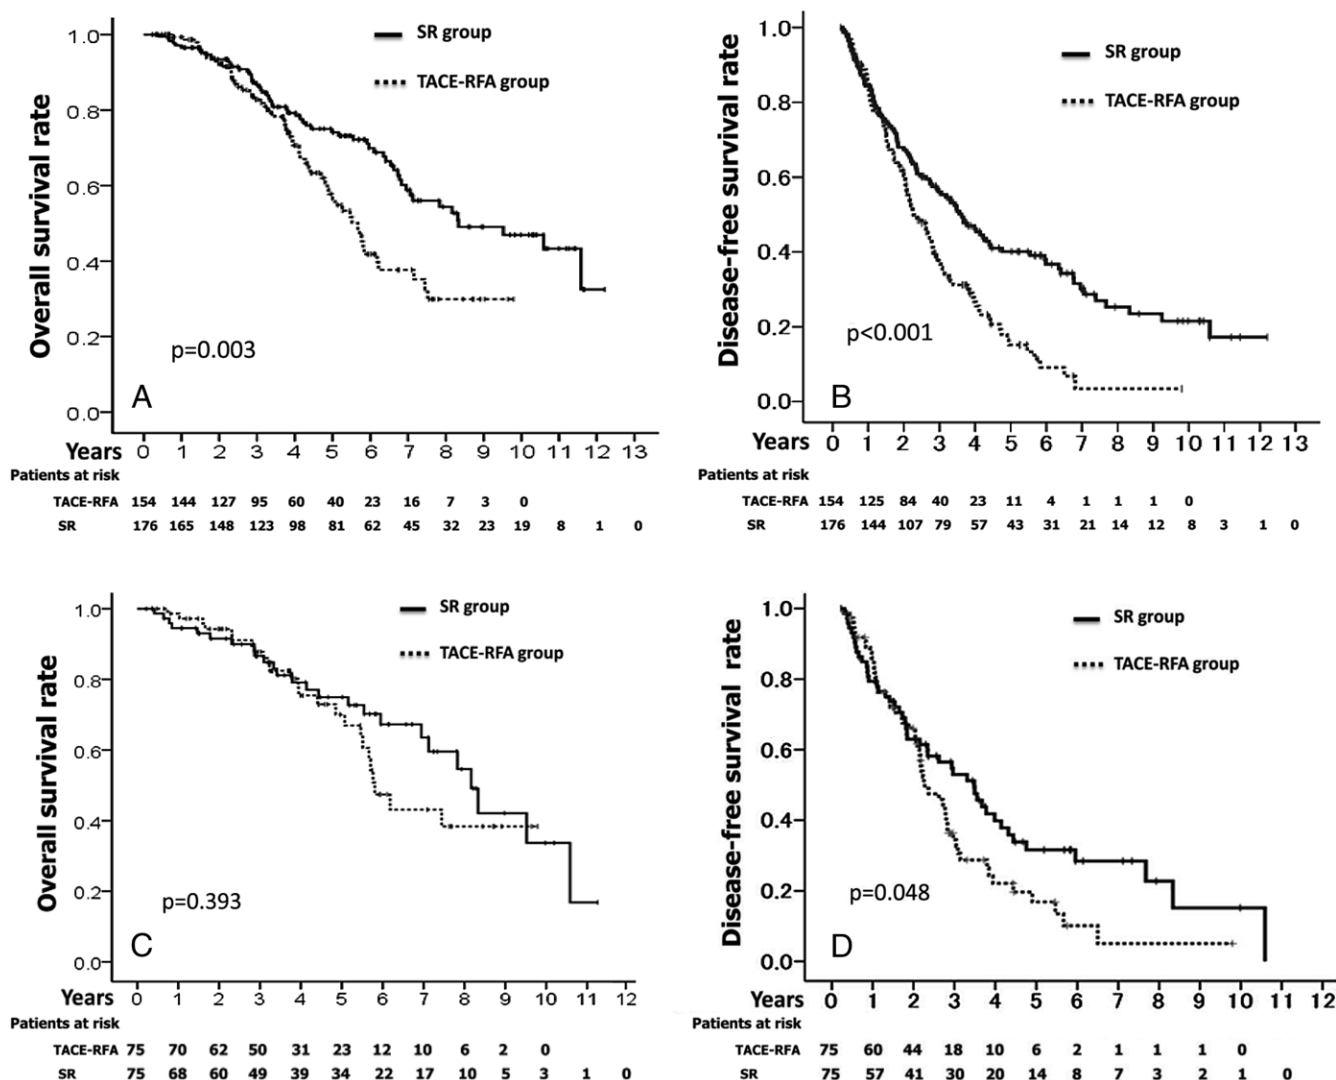 SR group
TACE-RFA group
Overall survival rate
1.0
0.8
0.6
0.4
0.2
0.0
p=0.003
A
Years 0 1 2 3 4 5 6 7 8 9 10 11 12 13
Patients at risk
TACE-RFA 154 144 127 95 60 40 23 16 7 3 0
SR 176 165 148 123 98 81 62 45 32 23 19 8 1 0
SR group
TACE-RFA group
Disease-free survival rate
1.0
0.8
0.6
0.4
0.2
0.0
p<0.001
B
Years 0 1 2 3 4 5 6 7 8 9 10 11 12 13
Patients at risk
TACE-RFA 154 125 84 40 23 11 4 1 1 1 0
SR 176 144 107 79 57 43 31 21 14 12 8 3 1 0
SR group
TACE-RFA group
Overall survival rate
1.0
0.8
0.6
0.4
0.2
0.0
p=0.393
C
Years 0 1 2 3 4 5 6 7 8 9 10 11 12
Patients at risk
TACE-RFA 75 70 62 50 31 23 12 10 6 2 0
SR 75 68 60 49 39 34 22 17 10 5 3 1 0
SR group
TACE-RFA group
Disease-free survival rate
1.0
0.8
0.6
0.4
0.2
0.0
p=0.048
D
Years 0 1 2 3 4 5 6 7 8 9 10 11 12
Patients at risk
TACE-RFA 75 60 44 18 10 6 2 1 1 1 0
SR 75 57 41 30 20 14 8 7 3 2 1 0